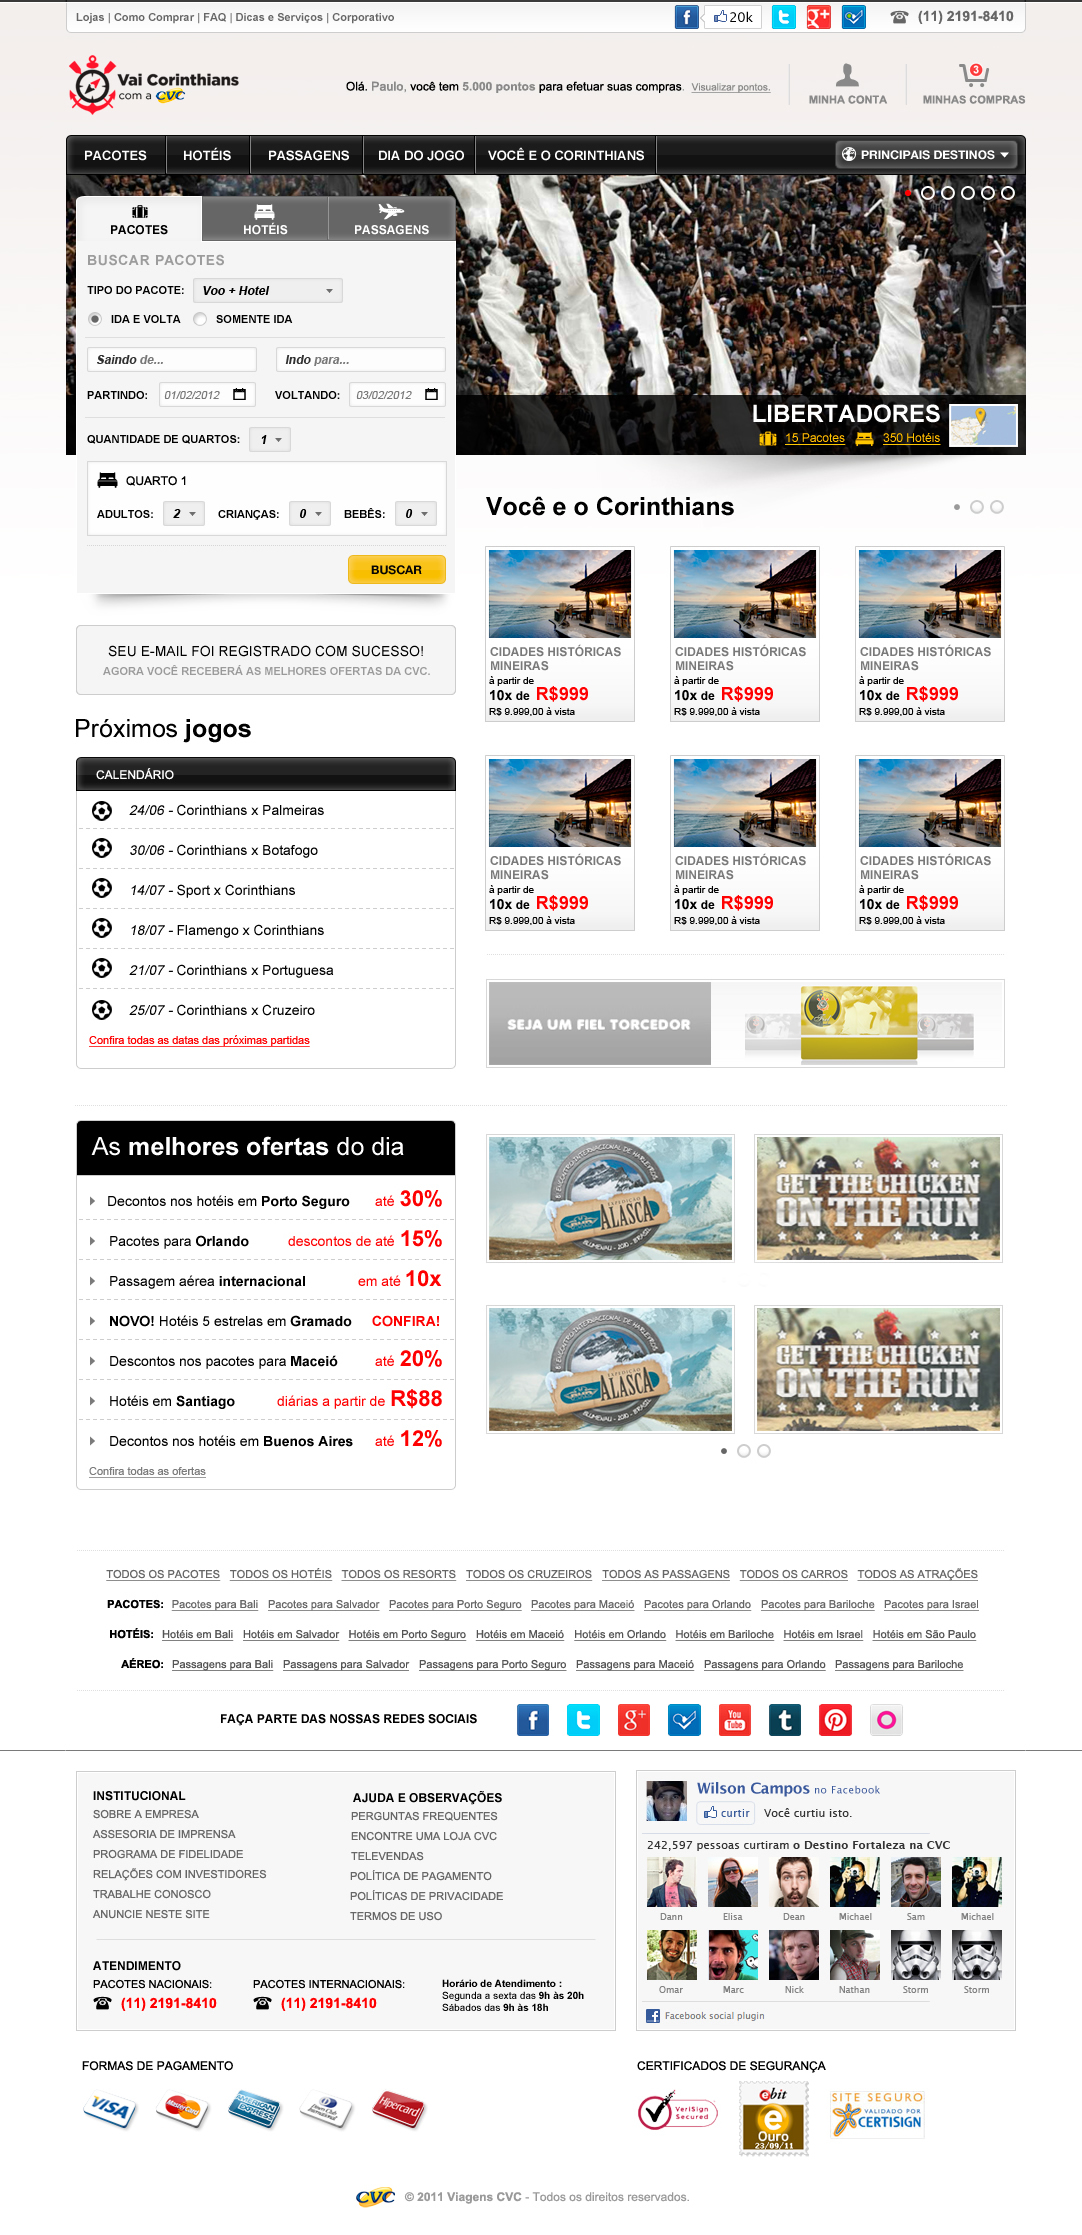 Lojas | Como Comprar | FAQ | Dicas e Serviços | Corporativo
20k
(11) 2191-8410
Vai Corinthians
com a CVC
Olá. Paulo, você tem 5.000 pontos para efetuar suas compras. Visualizar pontos.
MINHA CONTA
3
MINHAS COMPRAS
PACOTES
HOTÉIS
PASSAGENS
DIA DO JOGO
VOCÊ E O CORINTHIANS
PRINCIPAIS DESTINOS
PACOTES
HOTÉIS
PASSAGENS
BUSCAR PACOTES
TIPO DO PACOTE: Voo + Hotel
IDA E VOLTA SOMENTE IDA
Saindo de... Indo para...
PARTINDO: 01/02/2012 VOLTANDO: 03/02/2012
QUANTIDADE DE QUARTOS: 1
QUARTO 1
ADULTOS: 2 CRIANÇAS: 0 BEBÊS: 0
BUSCAR
LIBERTADORES
15 Pacotes 350 Hotéis
SEU E-MAIL FOI REGISTRADO COM SUCESSO!
AGORA VOCÊ RECEBERÁ AS MELHORES OFERTAS DA CVC.
Próximos jogos
CALENDÁRIO
24/06 - Corinthians x Palmeiras
30/06 - Corinthians x Botafogo
14/07 - Sport x Corinthians
18/07 - Flamengo x Corinthians
21/07 - Corinthians x Portuguesa
25/07 - Corinthians x Cruzeiro
Confira todas as datas das próximas partidas
Você e o Corinthians
CIDADES HISTÓRICAS
MINEIRAS
à partir de
10x de R$999
R$ 9.999,00 à vista
CIDADES HISTÓRICAS
MINEIRAS
à partir de
10x de R$999
R$ 9.999,00 à vista
CIDADES HISTÓRICAS
MINEIRAS
à partir de
10x de R$999
R$ 9.999,00 à vista
CIDADES HISTÓRICAS
MINEIRAS
à partir de
10x de R$999
R$ 9.999,00 à vista
CIDADES HISTÓRICAS
MINEIRAS
à partir de
10x de R$999
R$ 9.999,00 à vista
CIDADES HISTÓRICAS
MINEIRAS
à partir de
10x de R$999
R$ 9.999,00 à vista
SEJA UM FIEL TORCEDOR
As melhores ofertas do dia
Decontos nos hotéis em Porto Seguro até 30%
Pacotes para Orlando descontos de até 15%
Passagem aérea internacional em até 10x
NOVO! Hotéis 5 estrelas em Gramado CONFIRA!
Descontos nos pacotes para Maceió até 20%
Hotéis em Santiago diárias a partir de R$88
Decontos nos hotéis em Buenos Aires até 12%
Confira todas as ofertas
EXPEDIÇÃO
ALASCA
GET THE CHICKEN
ON THE RUN
EXPEDIÇÃO
ALASCA
GET THE CHICKEN
ON THE RUN
TODOS OS PACOTES TODOS OS HOTÉIS TODOS OS RESORTS TODOS OS CRUZEIROS TODOS AS PASSAGENS TODOS OS CARROS TODOS AS ATRAÇÕES
PACOTES: Pacotes para Bali Pacotes para Salvador Pacotes para Porto Seguro Pacotes para Maceió Pacotes para Orlando Pacotes para Bariloche Pacotes para Israel
HOTÉIS: Hotéis em Bali Hotéis em Salvador Hotéis em Porto Seguro Hotéis em Maceió Hotéis em Orlando Hotéis em Bariloche Hotéis em Israel Hotéis em São Paulo
AÉREO: Passagens para Bali Passagens para Salvador Passagens para Porto Seguro Passagens para Maceió Passagens para Orlando Passagens para Bariloche
FAÇA PARTE DAS NOSSAS REDES SOCIAIS
You
Tube
INSTITUCIONAL
SOBRE A EMPRESA
ASSESORIA DE IMPRENSA
PROGRAMA DE FIDELIDADE
RELAÇÕES COM INVESTIDORES
TRABALHE CONOSCO
ANUNCIE NESTE SITE
AJUDA E OBSERVAÇÕES
PERGUNTAS FREQUENTES
ENCONTRE UMA LOJA CVC
TELEVENDAS
POLÍTICA DE PAGAMENTO
POLÍTICAS DE PRIVACIDADE
TERMOS DE USO
ATENDIMENTO
PACOTES NACIONAIS:
(11) 2191-8410
PACOTES INTERNACIONAIS:
(11) 2191-8410
Horário de Atendimento :
Segunda a sexta das 9h às 20h
Sábados das 9h às 18h
Wilson Campos no Facebook
curtir Você curtiu isto.
242,597 pessoas curtiram o Destino Fortaleza na CVC
Dann Elisa Dean Michael Sam Michael
Omar Marc Nick Nathan Storm Storm
Facebook social plugin
FORMAS DE PAGAMENTO
VISA
MasterCard
AMERICAN
EXPRESS
Diners Club
International
Hipercard
CERTIFICADOS DE SEGURANÇA
VeriSign
Secured
ebit
e
Ouro
23/09/11
SITE SEGURO
VALIDADO POR
CERTISIGN
CVC © 2011 Viagens CVC - Todos os direitos reservados.